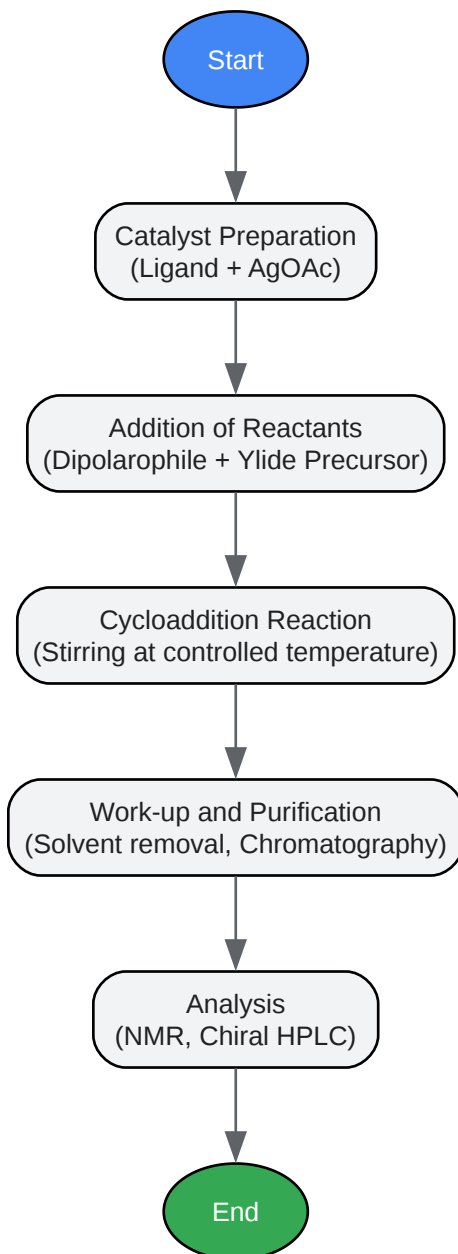 Start
Catalyst Preparation
(Ligand + AgOAc)
Addition of Reactants
(Dipolarophile + Ylide Precursor)
Cycloaddition Reaction
(Stirring at controlled temperature)
Work-up and Purification
(Solvent removal, Chromatography)
Analysis
(NMR, Chiral HPLC)
End